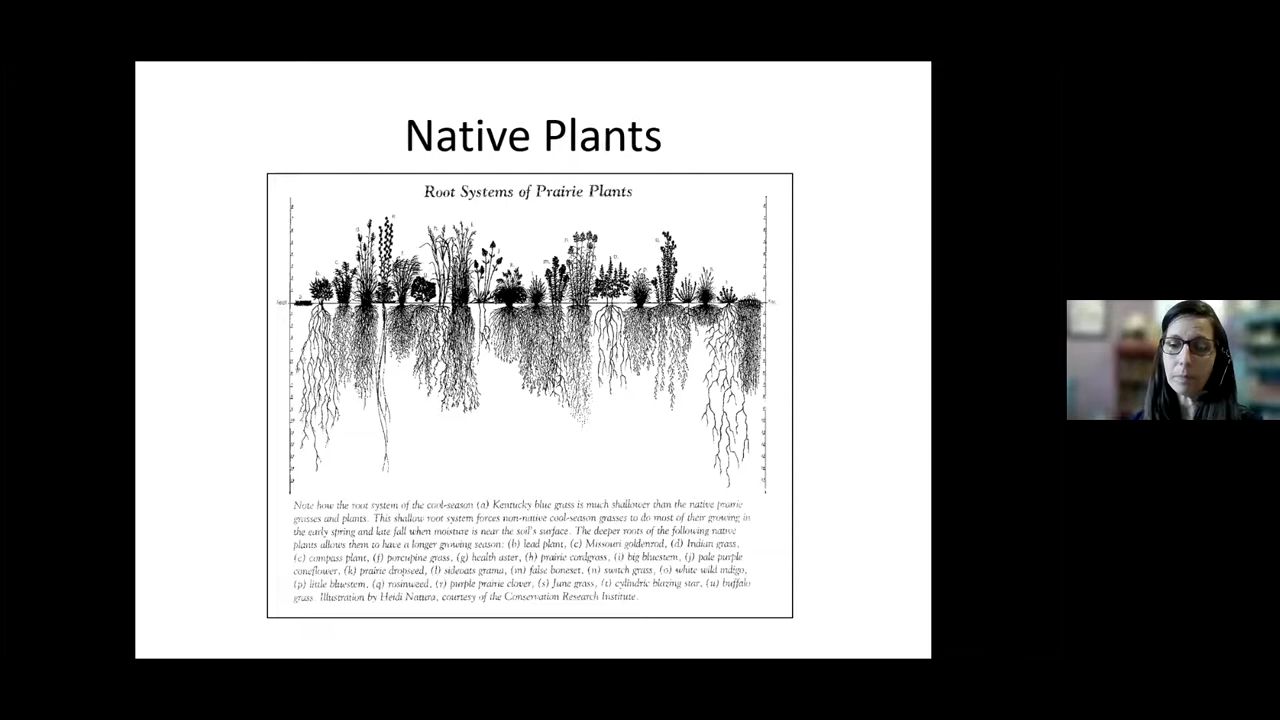 Native Plants
Root Systems of Prairie Plants
Note how the root system of the cool-season (a) Kentucky blue grass is much shallower than the native prairie
grasses and plants. This shallow root system forces non-native cool-season grasses to do most of their growing in
the early spring and late fall when moisture is near the soil's surface. The deeper roots of the following native
plants allows them to have a longer growing season: (b) lead plant, (c) Missouri goldenrod, (d) Indian grass,
(e) compass plant, (f) porcupine grass, (g) heath aster, (h) prairie cordgrass, (i) big bluestem, (j) pale purple
coneflower, (k) prairie dropseed, (l) sideoats grama, (m) false boneset, (n) switch grass, (o) white wild indigo,
(p) little bluestem, (q) rosinweed, (r) purple prairie clover, (s) June grass, (t) cylindric blazing star, (u) buffalo
grass. Illustration by Heidi Natura, courtesy of the Conservation Research Institute.